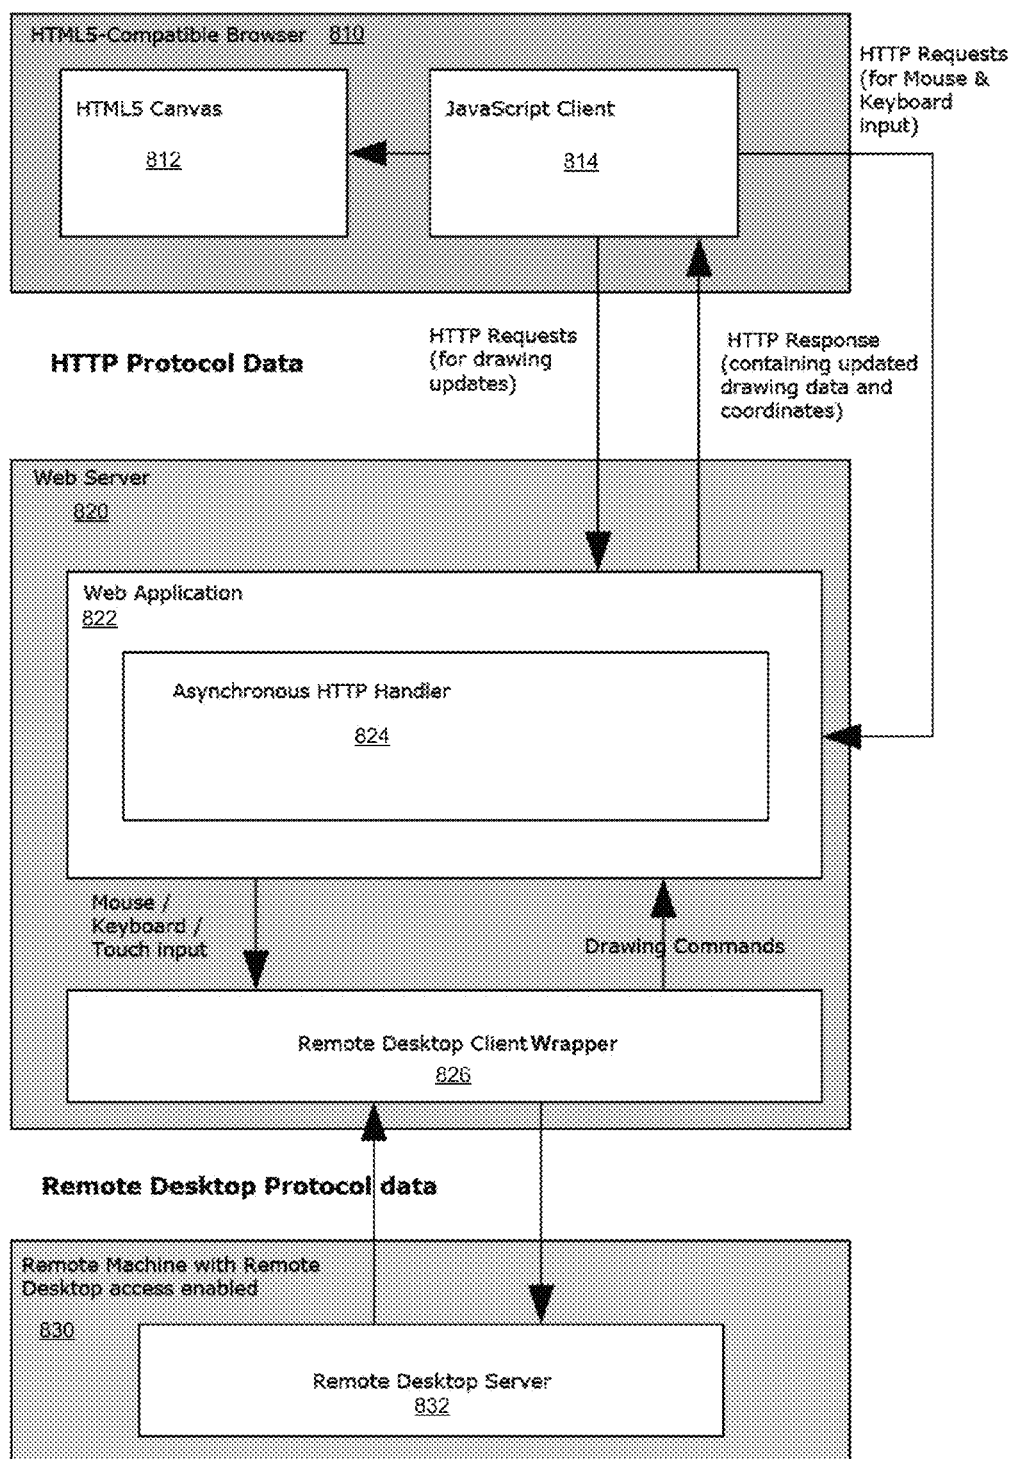 HTML5-Compatible Browser 810
HTTP Requests
(for Mouse &
Keyboard
input)
HTML5 Canvas
812
JavaScript Client
814
HTTP Protocol Data
HTTP Requests
(for drawing
updates)
HTTP Response
(containing updated
drawing data and
coordinates)
Web Server
820
Web Application
822
Asynchronous HTTP Handler
824
Mouse /
Keyboard /
Touch input
Drawing Commands
Remote Desktop Client Wrapper
826
Remote Desktop Protocol data
Remote Machine with Remote
Desktop access enabled
830
Remote Desktop Server
832